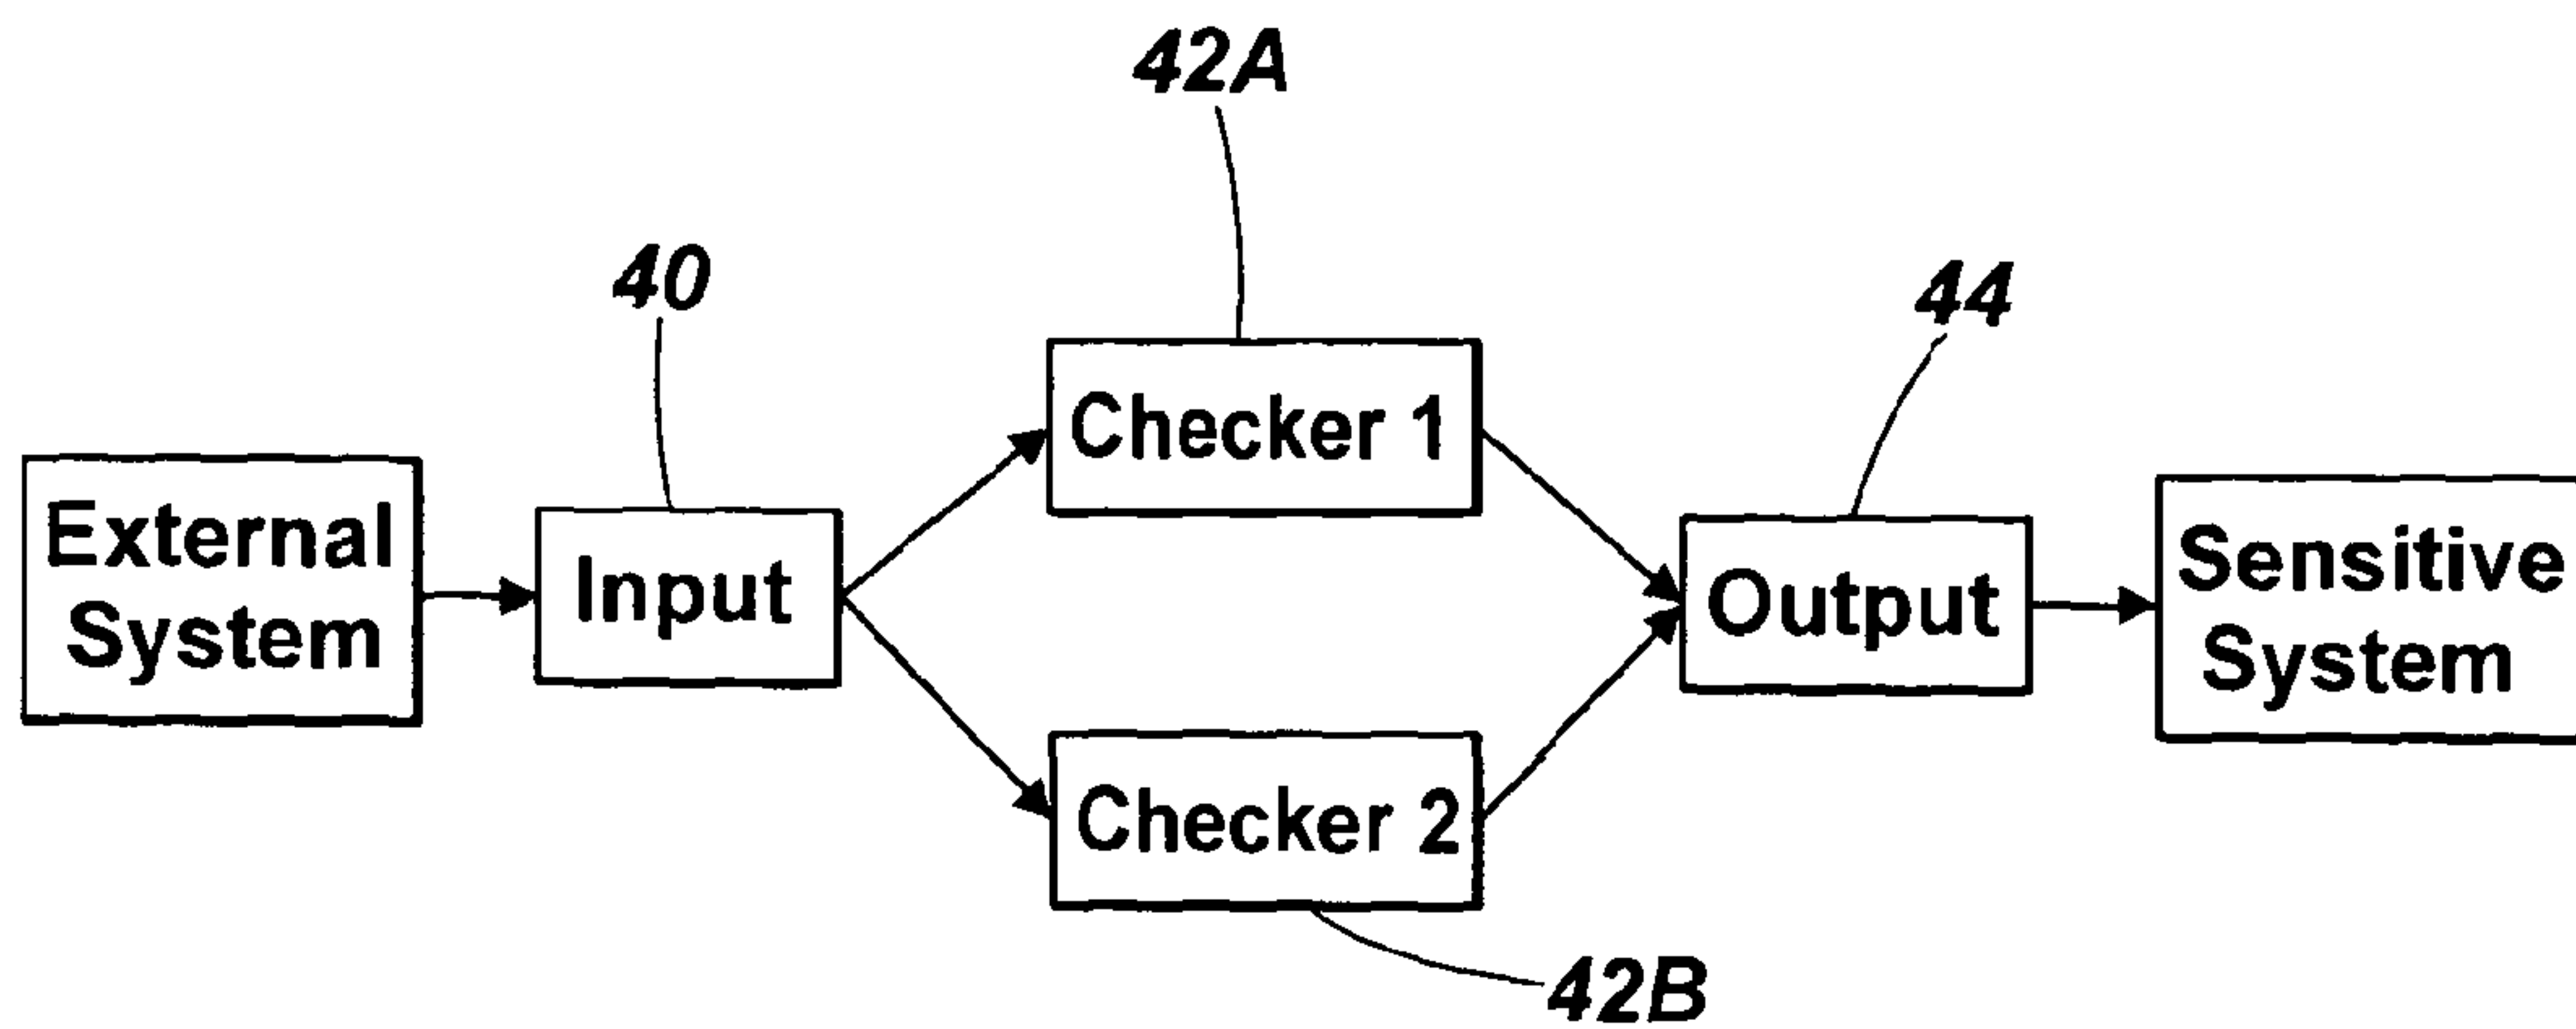 42A
40
44
Checker 1
External
System
Input
Output
Sensitive
System
Checker 2
42B